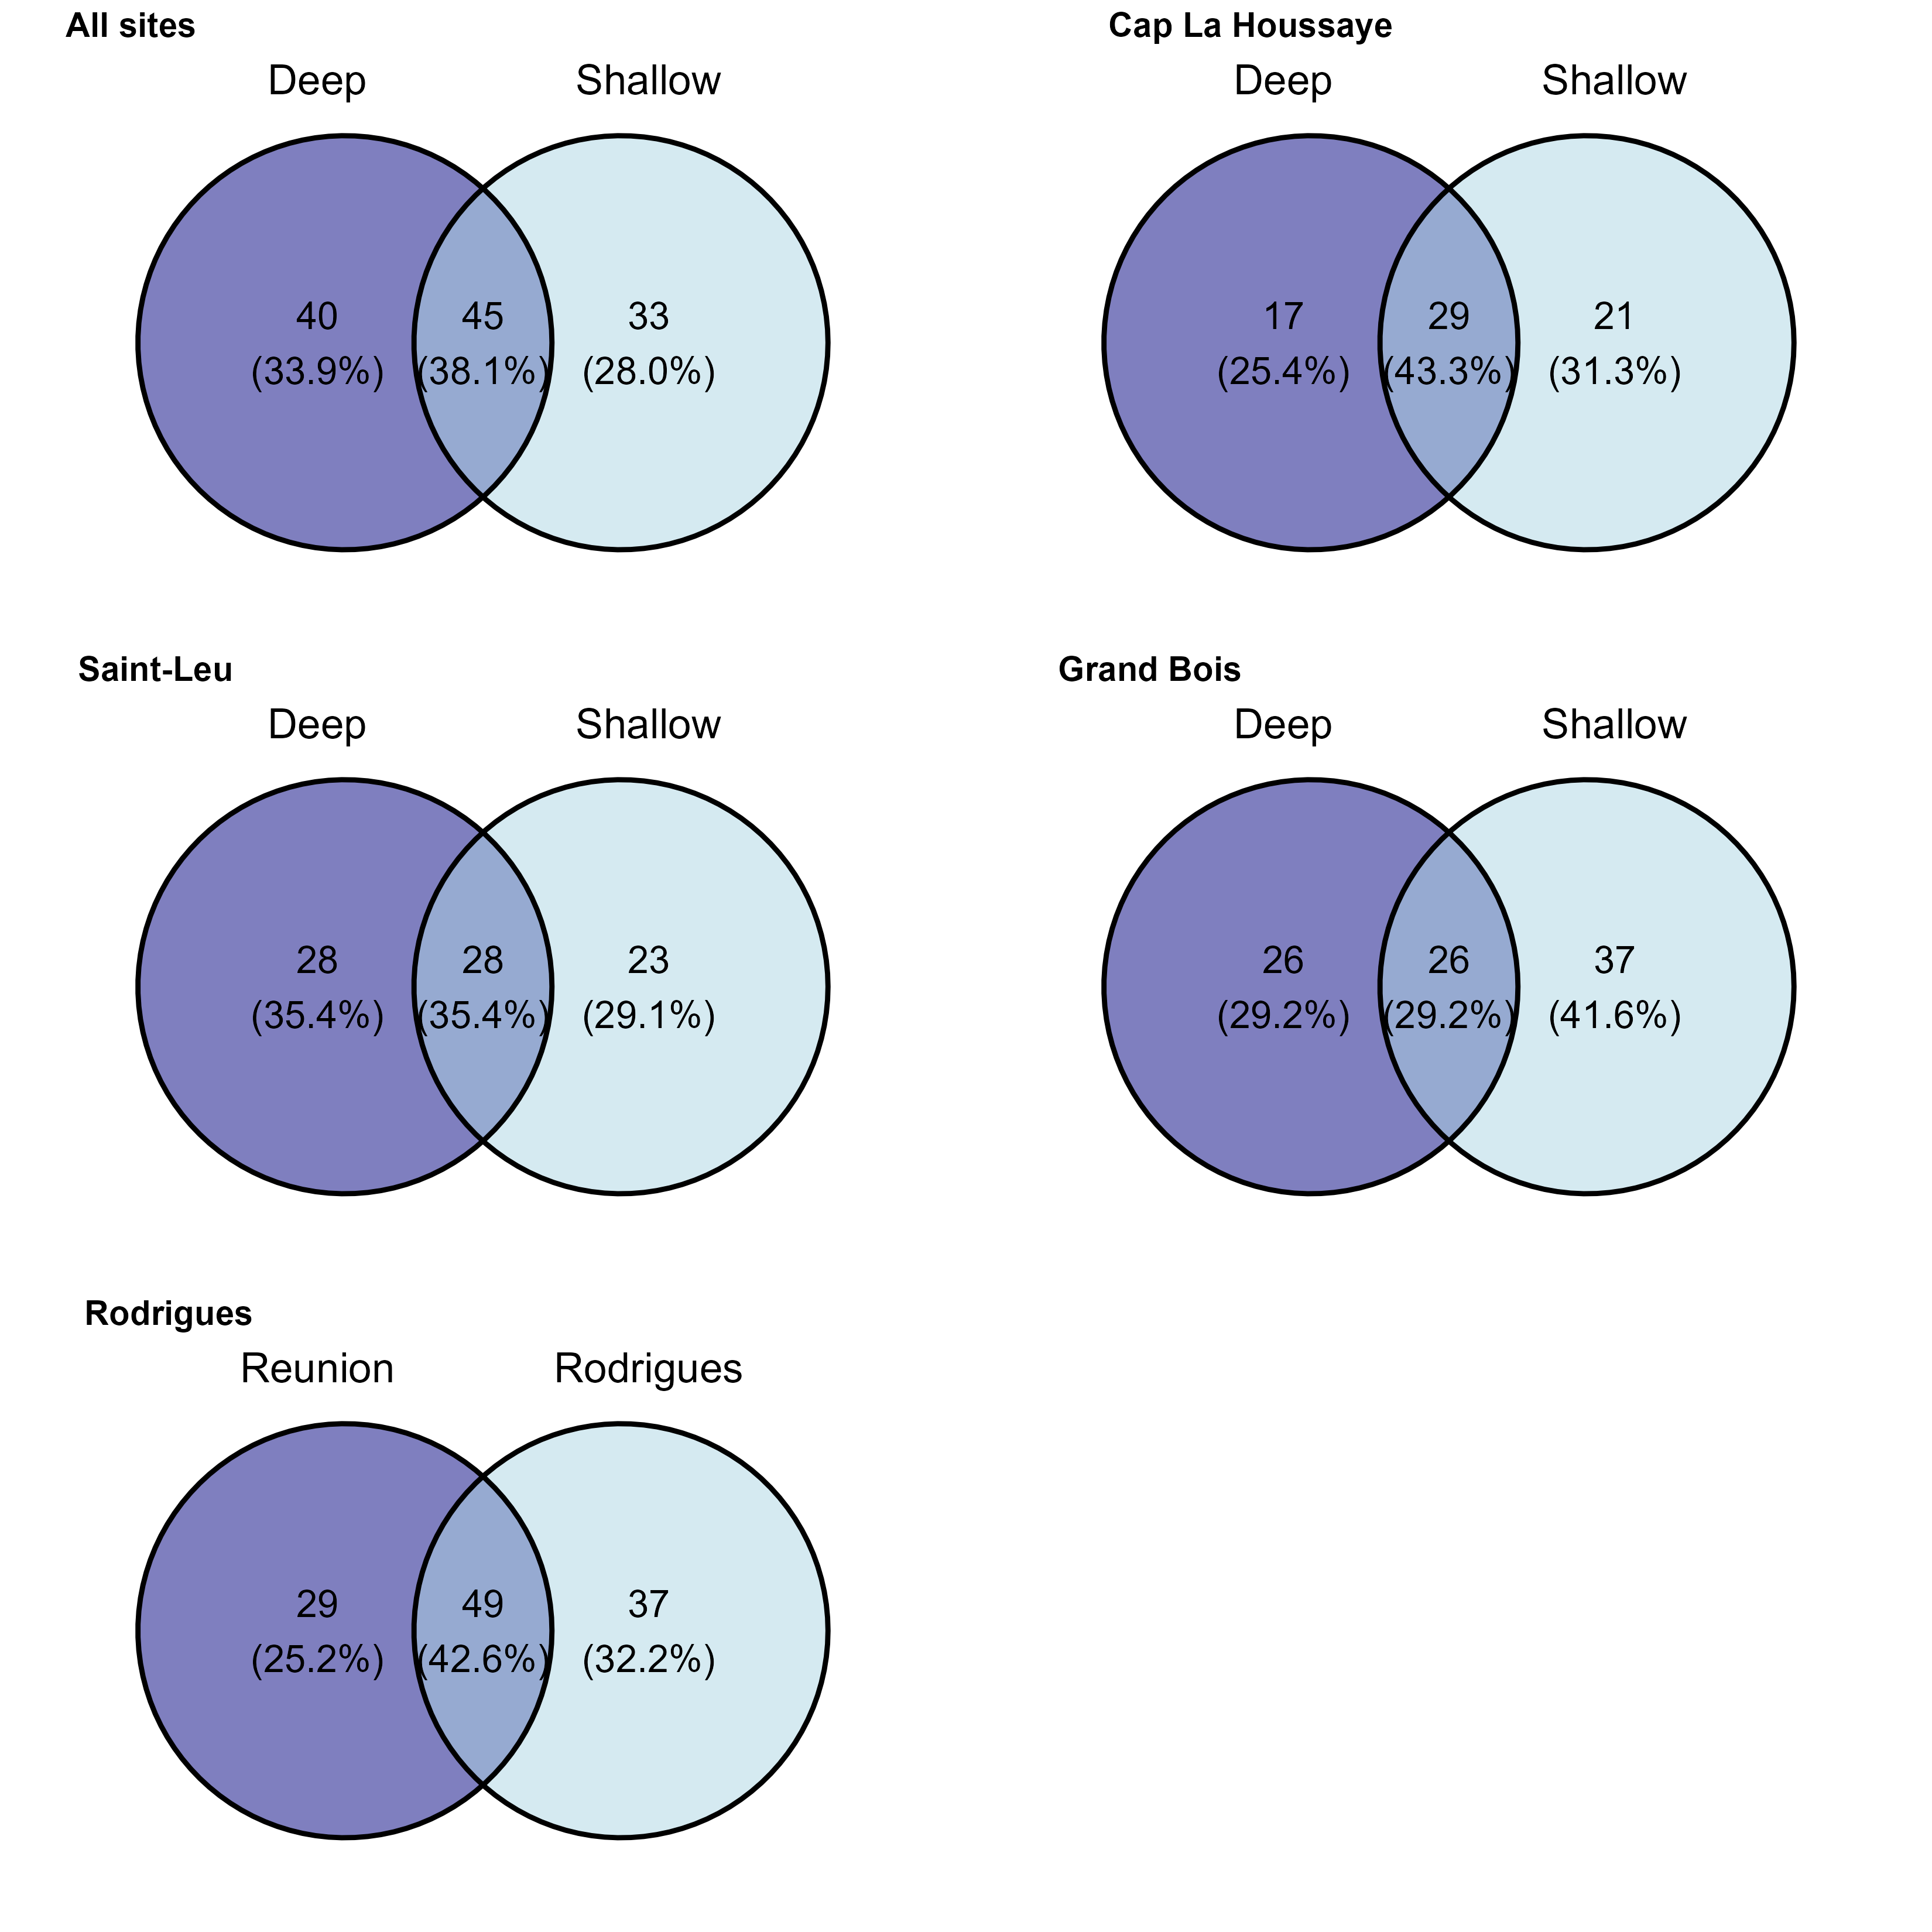 All sites
Deep Shallow
40 45 33
(33.9%) (38.1%) (28.0%)
Cap La Houssaye
Deep Shallow
17 29 21
(25.4%) (43.3%) (31.3%)
Saint-Leu
Deep Shallow
28 28 23
(35.4%) (35.4%) (29.1%)
Grand Bois
Deep Shallow
26 26 37
(29.2%) (29.2%) (41.6%)
Rodrigues
Reunion Rodrigues
29 49 37
(25.2%) (42.6%) (32.2%)